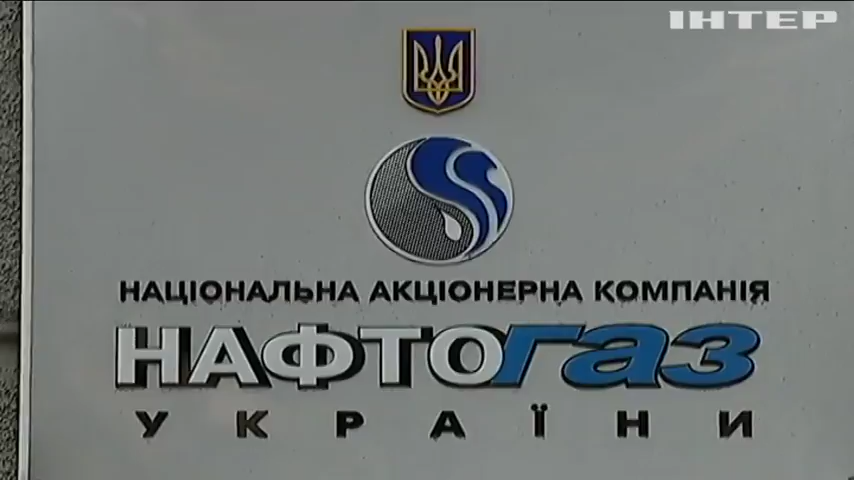 ІНТЕР
НАЦІОНАЛЬНА АКЦІОНЕРНА КОМПАНІЯ
НАФТОГАЗ
УКРАЇНИ